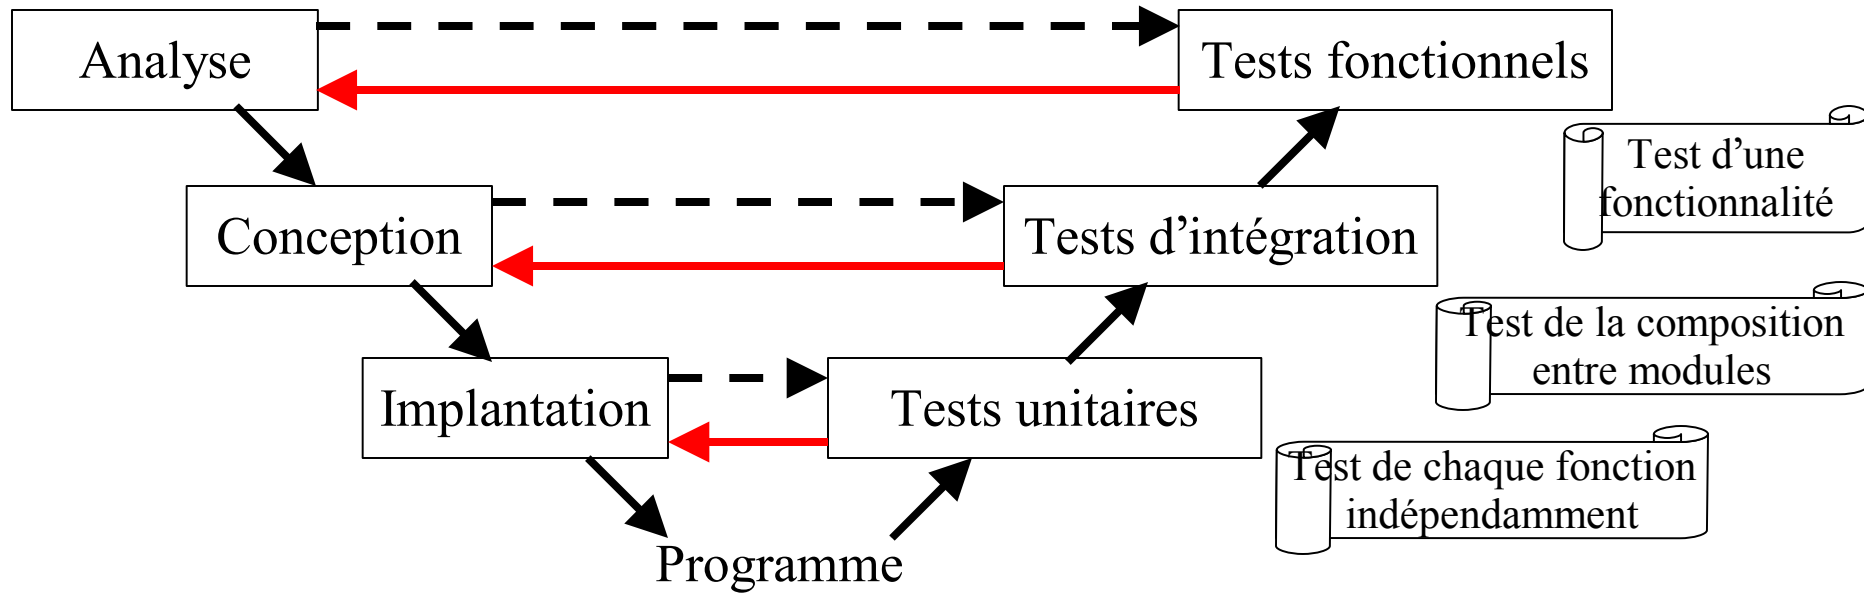 Analyse
Tests fonctionnels
Test d’une
fonctionnalité
Conception
Tests d’intégration
Test de la composition
entre modules
Implantation
Tests unitaires
Test de chaque fonction
indépendamment
Programme